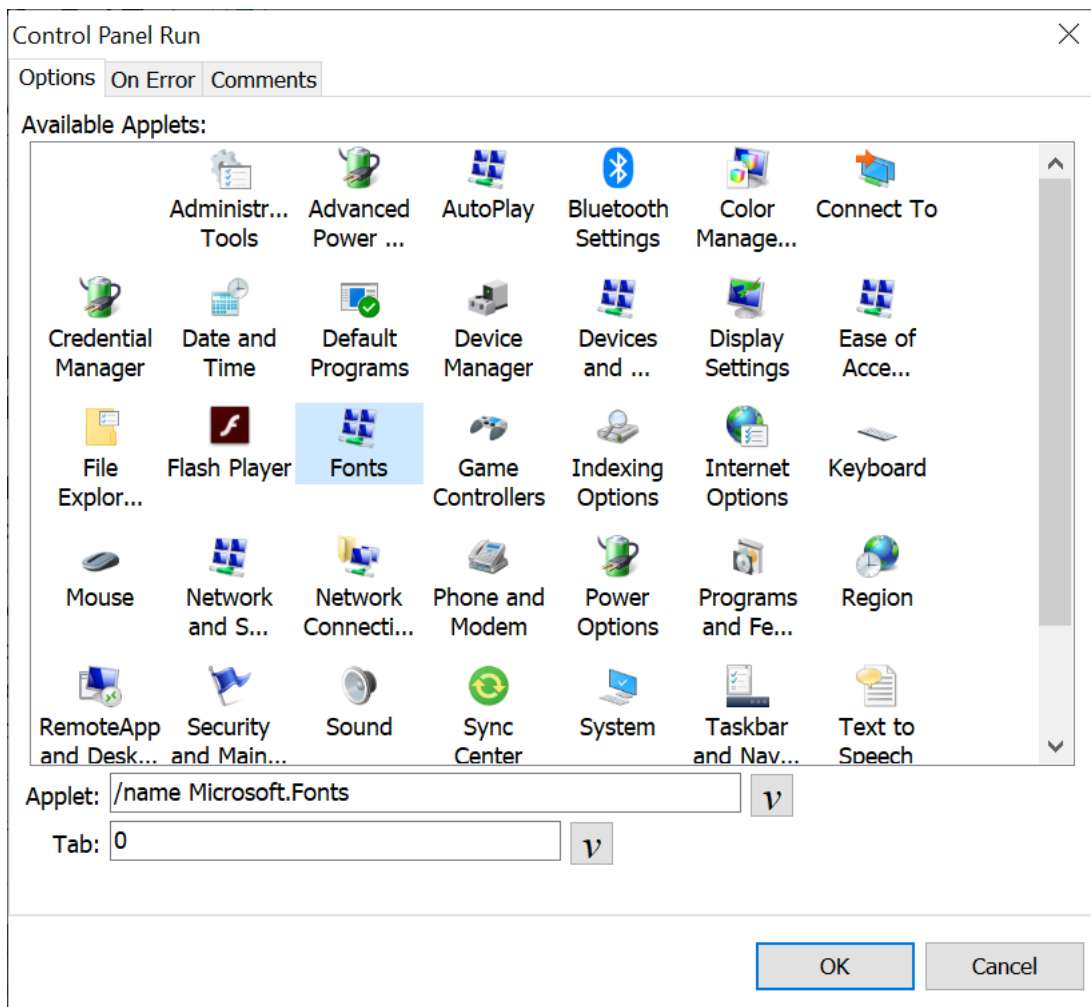 Control Panel Run
Options On Error Comments
Available Applets:
Administr... Advanced AutoPlay Bluetooth Color Connect To
Tools Power ... Settings Manage...
Credential Date and Default Device Devices Display Ease of
Manager Time Programs Manager and ... Settings Acce...
File Flash Player Fonts Game Indexing Internet Keyboard
Explor... Controllers Options Options
Mouse Network Network Phone and Power Programs Region
and S... Connecti... Modem Options and Fe...
RemoteApp Security Sound Sync System Taskbar Text to
and Desk... and Main... Center and Nav... Speech
Applet: /name Microsoft.Fonts v
Tab: 0 v
OK Cancel